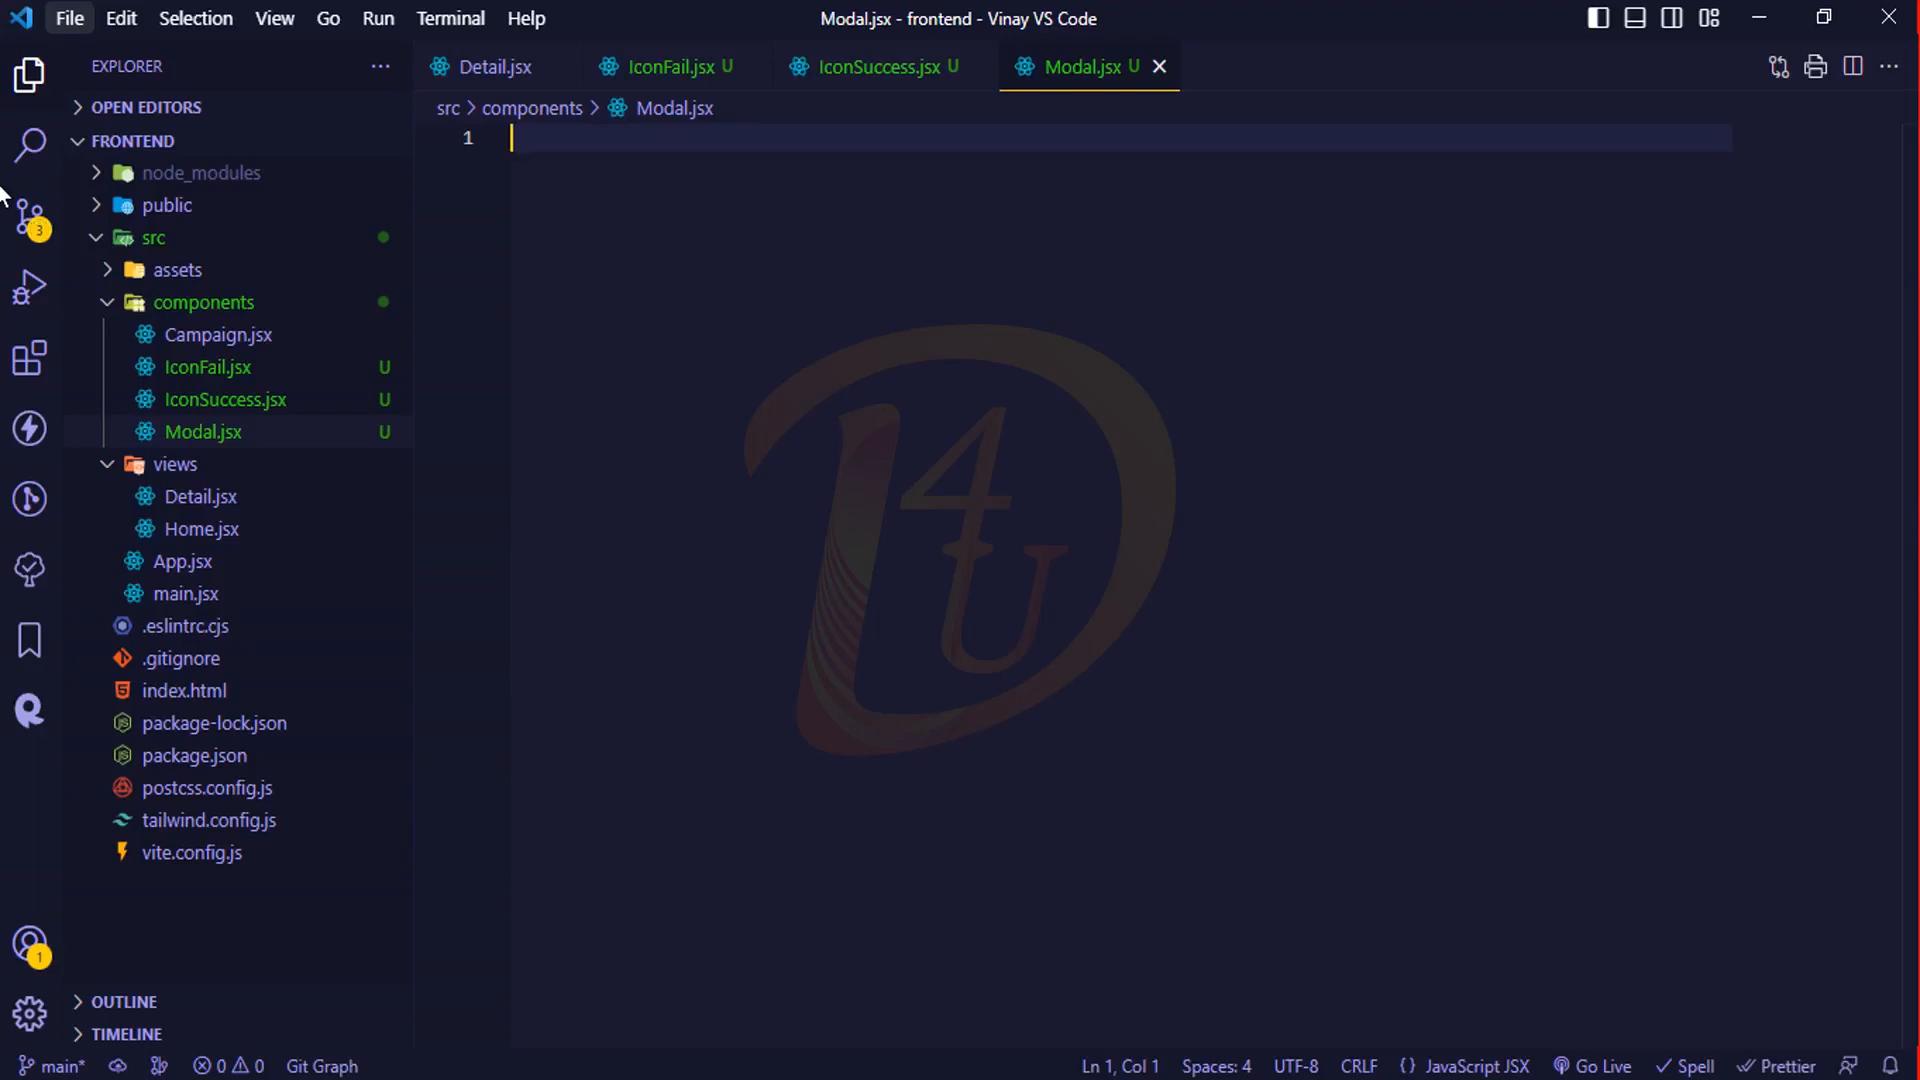 File Edit Selection View Go Run Terminal Help
Modal.jsx - frontend - Vinay VS Code
EXPLORER
Detail.jsx
IconFail.jsx U
IconSuccess.jsx U
Modal.jsx U
OPEN EDITORS
src > components > Modal.jsx
FRONTEND
1
node_modules
public
3
src
assets
components
Campaign.jsx
IconFail.jsx U
IconSuccess.jsx U
Modal.jsx U
views
Detail.jsx
Home.jsx
App.jsx
main.jsx
.eslintrc.cjs
.gitignore
index.html
package-lock.json
package.json
postcss.config.js
tailwind.config.js
vite.config.js
D4U
1
OUTLINE
TIMELINE
main* 0 0 Git Graph
Ln 1, Col 1 Spaces: 4 UTF-8 CRLF {} JavaScript JSX Go Live Spell Prettier